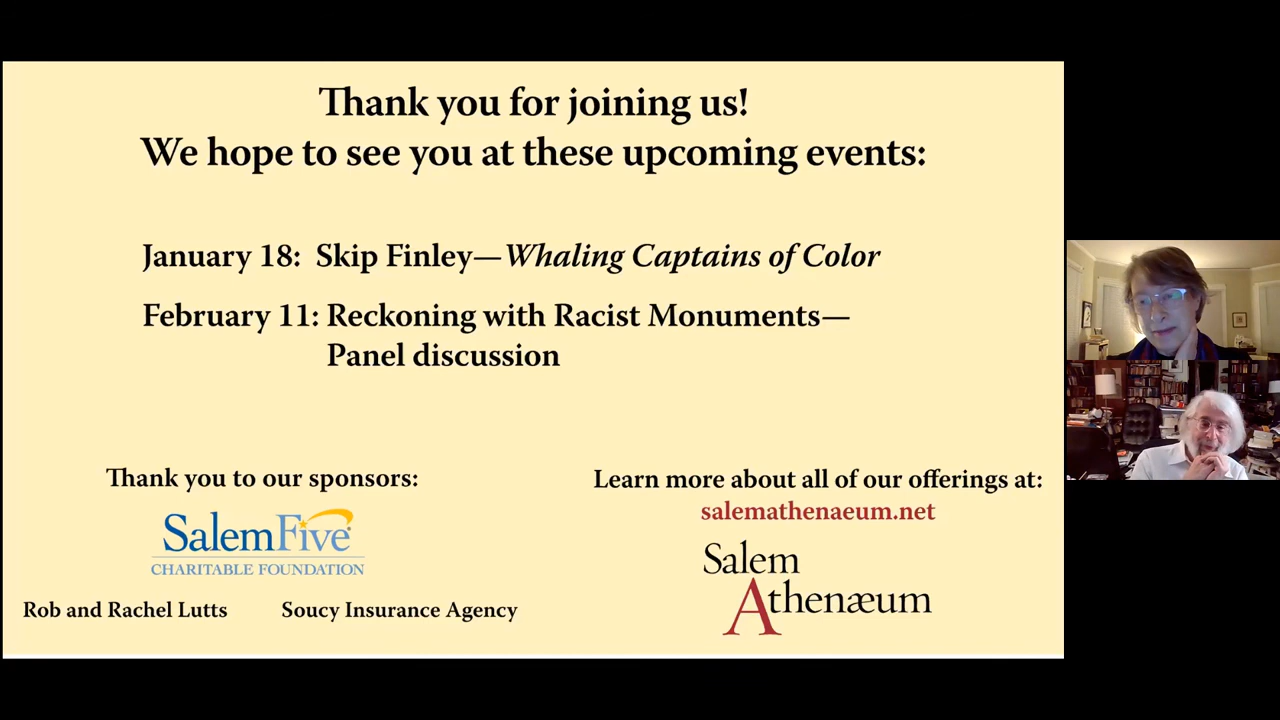 Thank you for joining us!
We hope to see you at these upcoming events:
January 18: Skip Finley—Whaling Captains of Color
February 11: Reckoning with Racist Monuments—
Panel discussion
Thank you to our sponsors:
SalemFive
CHARITABLE FOUNDATION
Rob and Rachel Lutts
Soucy Insurance Agency
Learn more about all of our offerings at:
salemathenaeum.net
Salem
Athenæum